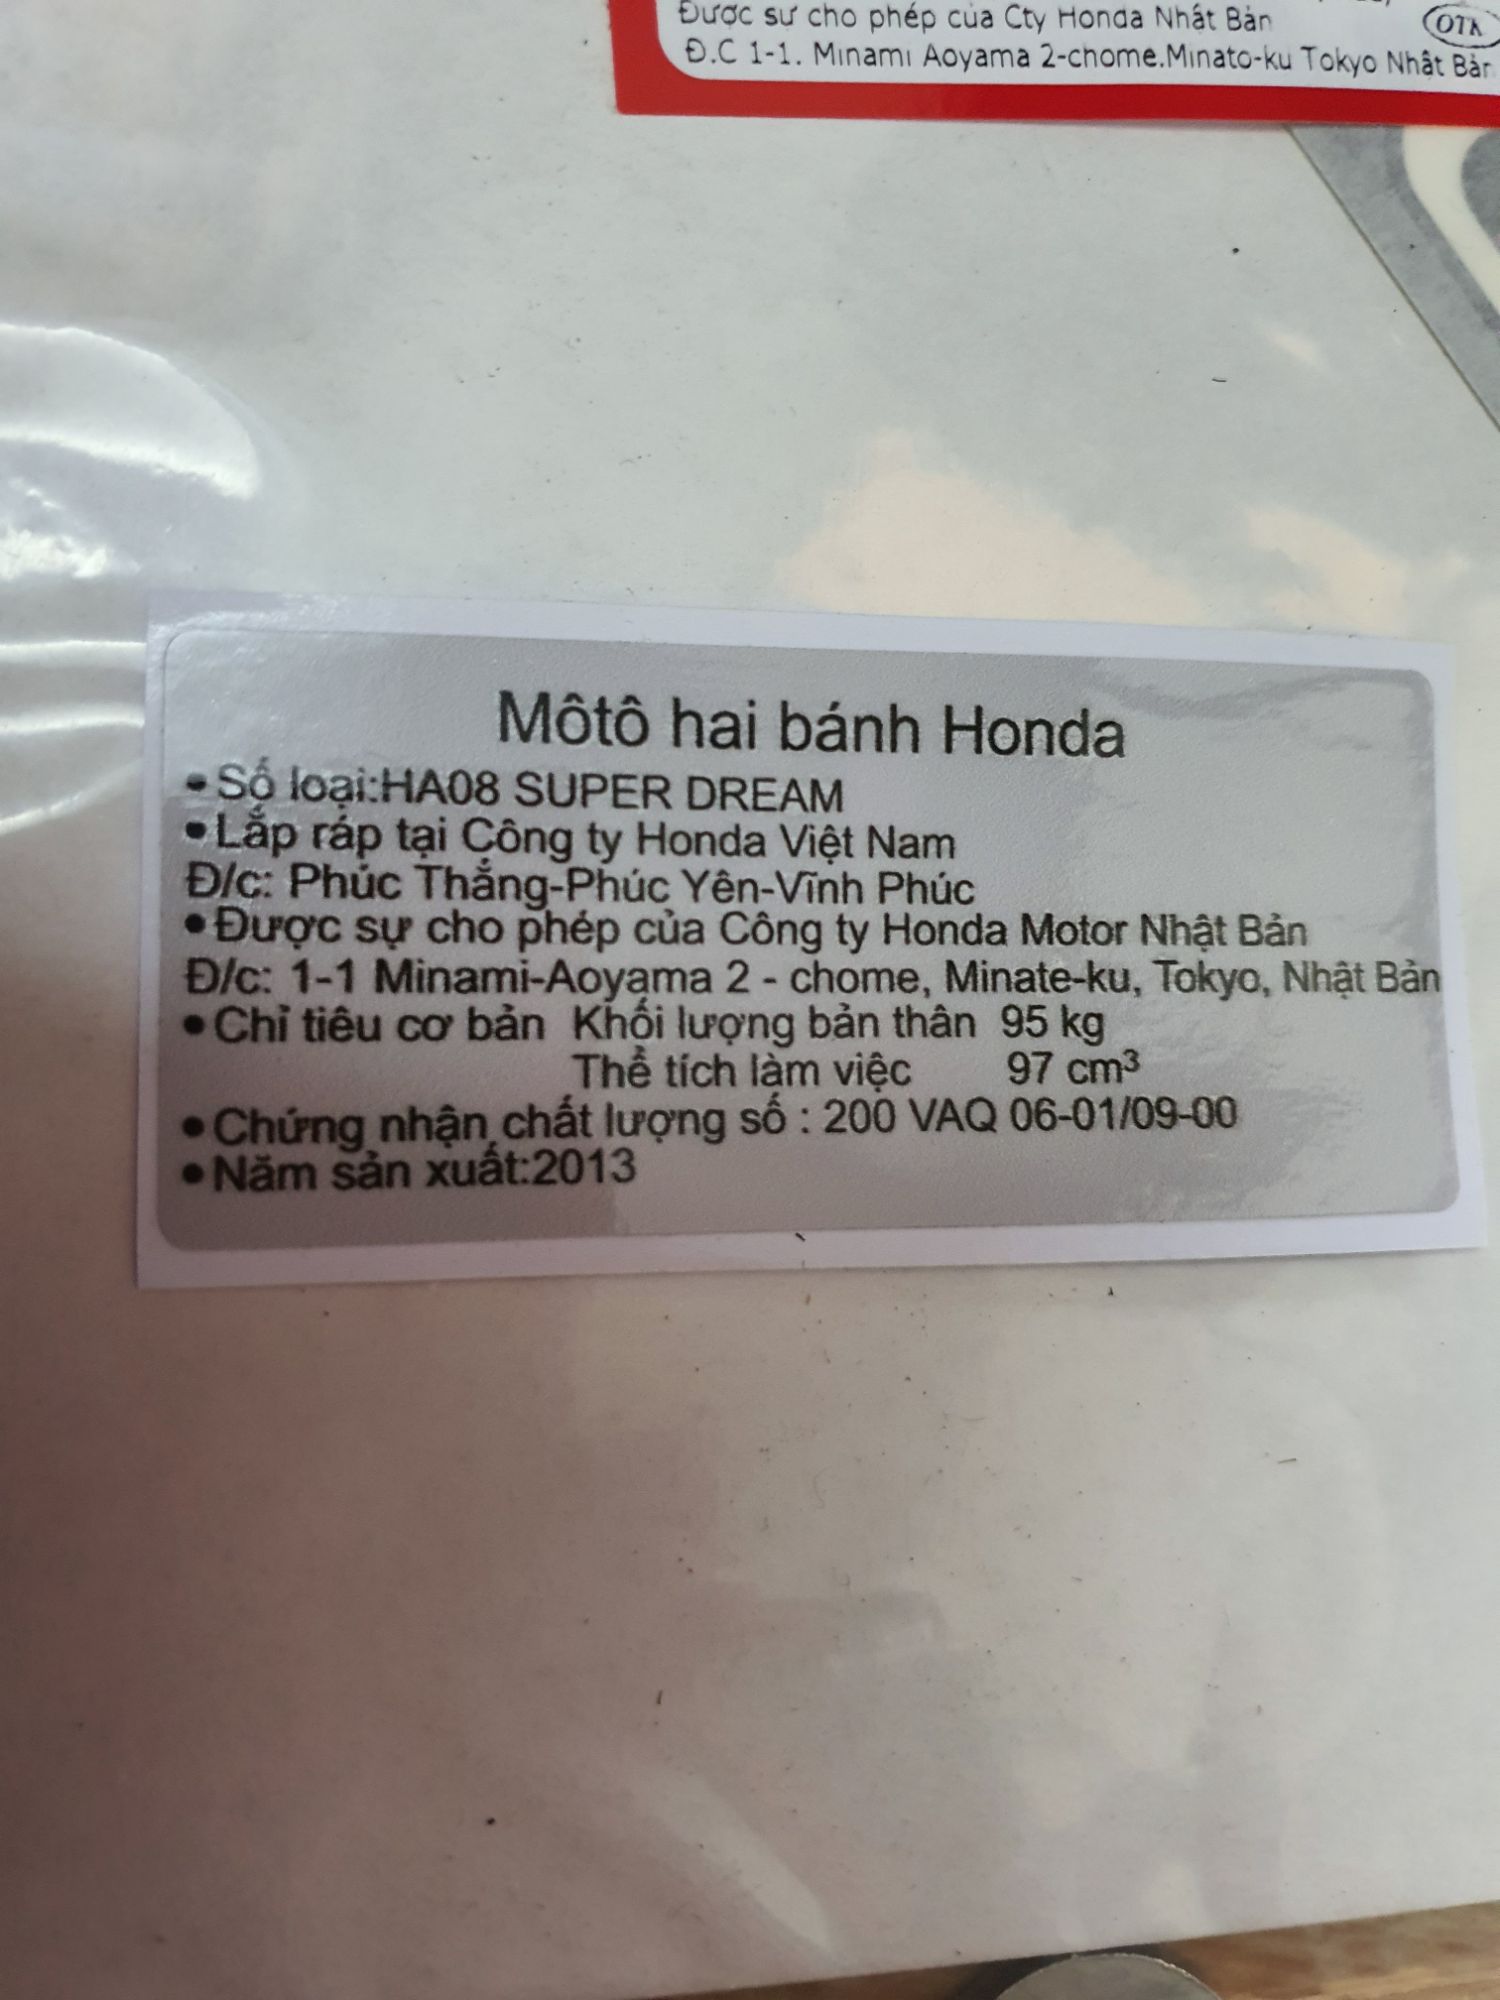 Được sự cho phép của Cty Honda Nhật Bản
OTK
Đ.C 1-1. Minami Aoyama 2-chome.Minato-ku Tokyo Nhật Bản
Môtô hai bánh Honda
• Số loại:HA08 SUPER DREAM
• Lắp ráp tại Công ty Honda Việt Nam
Đ/c: Phúc Thắng-Phúc Yên-Vĩnh Phúc
• Được sự cho phép của Công ty Honda Motor Nhật Bản
Đ/c: 1-1 Minami-Aoyama 2 - chome, Minate-ku, Tokyo, Nhật Bản
• Chỉ tiêu cơ bản Khối lượng bản thân 95 kg
Thể tích làm việc 97 cm³
• Chứng nhận chất lượng số : 200 VAQ 06-01/09-00
• Năm sản xuất:2013